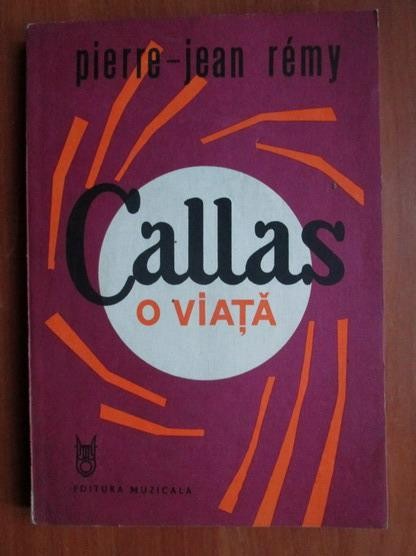 pierre-jean rémy
Callas
O VIAȚĂ
EDITURA MUZICALĂ